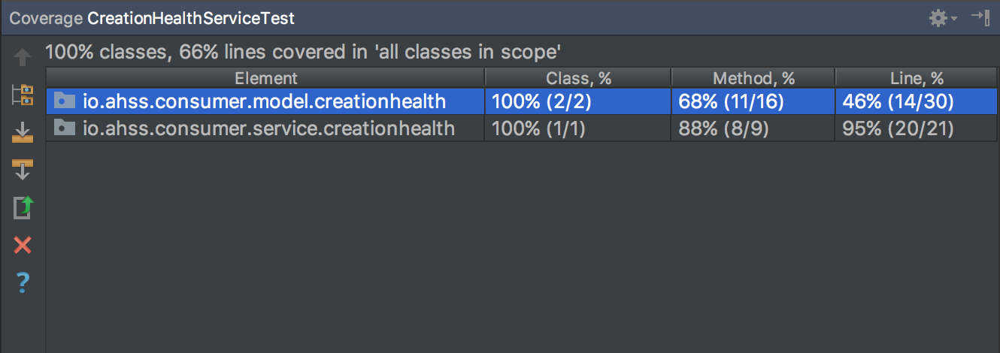 Coverage CreationHealthServiceTest
100% classes, 66% lines covered in 'all classes in scope'
Element Class, % Method, % Line, %
io.ahss.consumer.model.creationhealth 100% (2/2) 68% (11/16) 46% (14/30)
io.ahss.consumer.service.creationhealth 100% (1/1) 88% (8/9) 95% (20/21)
?